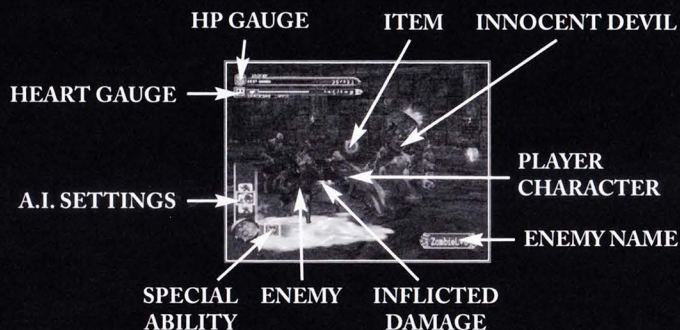 HP GAUGE
ITEM
INNOCENT DEVIL
HEART GAUGE
PLAYER
CHARACTER
A.I. SETTINGS
ENEMY NAME
SPECIAL
ABILITY
ENEMY
INFLICTED
DAMAGE